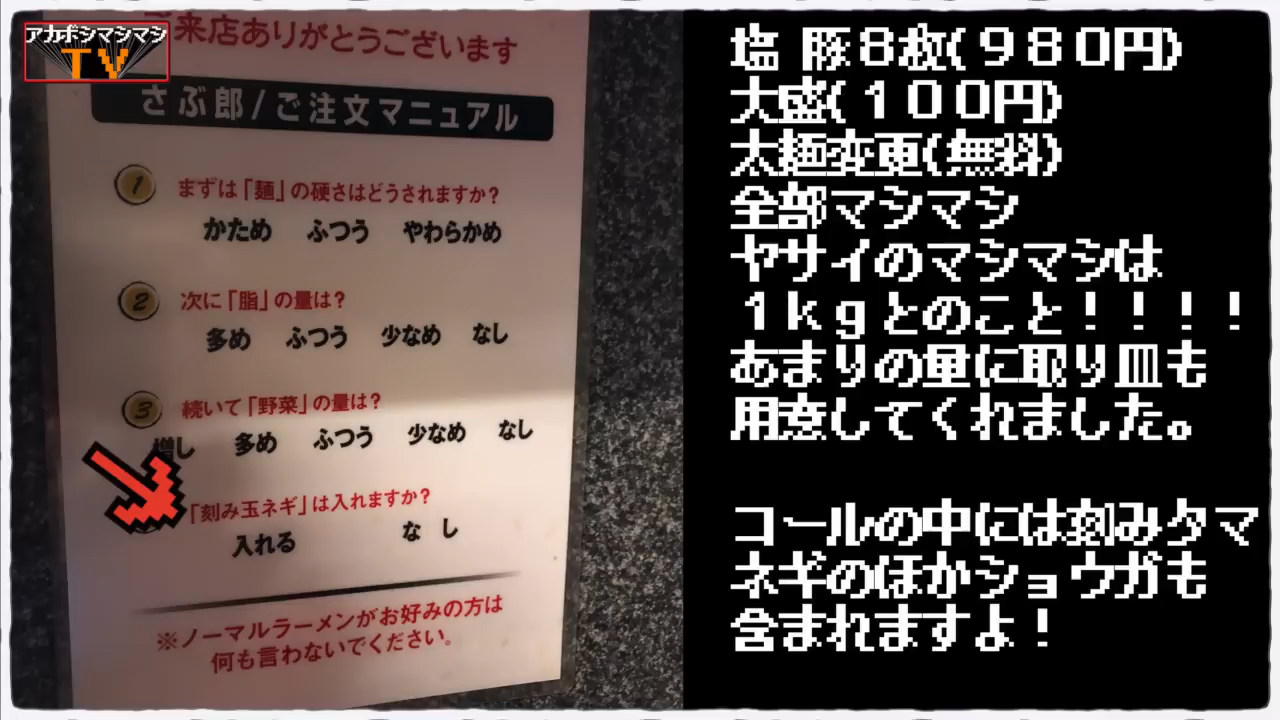 アカボシマシマシ
TV
ご来店ありがとうございます
さぶ郎/ご注文マニュアル
1 まずは「麺」の硬さはどうされますか?
かため ふつう やわらかめ
2 次に「脂」の量は?
多め ふつう 少なめ なし
3 続いて「野菜」の量は?
増し 多め ふつう 少なめ なし
「刻み玉ネギ」は入れますか?
入れる なし
※ノーマルラーメンがお好みの方は
何も言わないでください。
塩 豚8枚(980円)
大盛(100円)
太麺変更(無料)
全部マシマシ
ヤサイのマシマシは
1kgとのこと!!!!
あまりの量に取り皿も
用意してくれました。
コールの中には刻みタマ
ネギのほかショウガも
含まれますよ!